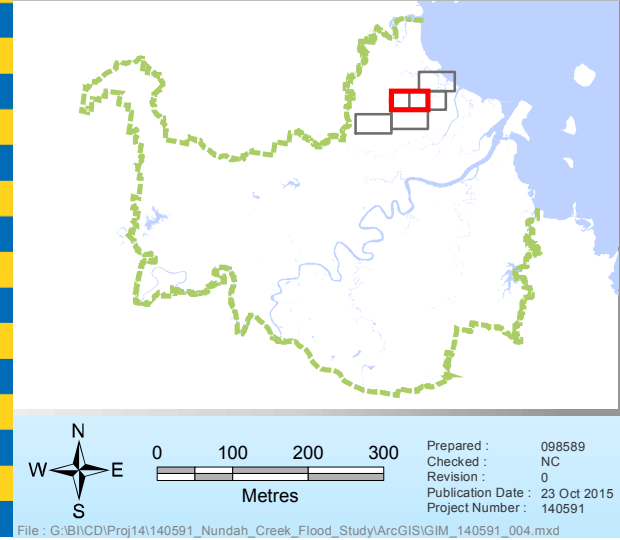 N
W E
S
0 100 200 300
Metres
Prepared : 098589
Checked : NC
Revision : 0
Publication Date : 23 Oct 2015
Project Number : 140591
File : G:\BI\CD\Proj14\140591_Nundah_Creek_Flood_Study\ArcGIS\GIM_140591_004.mxd